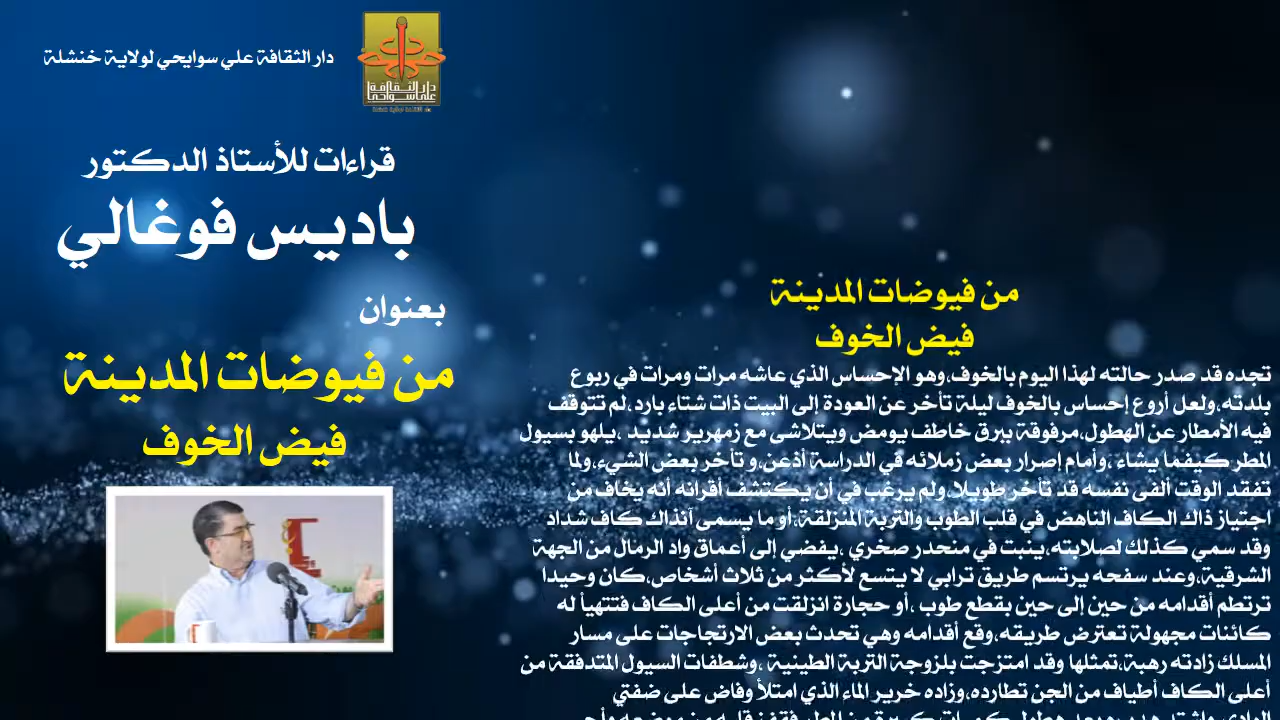 دار الثقافة علي سوايحي لولاية خنشلة
دار الثقافة
علي سوايحي
قراءات للأستاذ الدكتور
باديس فوغالي
بعنوان
من فيوضات المدينة
فيض الخوف
من فيوضات المدينة
فيض الخوف
تجده قد صدر حالته لهذا اليوم بالخوف،وهو الإحساس الذي عاشه مرات ومرات في ربوع
بلدته،ولعل أروع إحساس بالخوف ليلة تأخر عن العودة إلى البيت ذات شتاء بارد،لم تتوقف
فيه الأمطار عن الهطول،مرفوقة ببرق خاطف يومض ويتلاشى مع زمهرير شديد ،يلهو بسيول
المطر كيفما يشاء ،وأمام إصرار بعض زملائه في الدراسة أذعن،و تأخر بعض الشيء،ولما
تفقد الوقت ألفى نفسه قد تأخر طويلا،ولم يرغب في أن يكتشف أقرانه أنه يخاف من
اجتياز ذاك الكاف الناهض في قلب الطوب والتربة المنزلقة،أو ما يسمى آنذاك كاف شداد
وقد سمي كذلك لصلابته،ينبت في منحدر صخري ،يفضي إلى أعماق واد الرمال من الجهة
الشرقية،وعند سفحه يرتسم طريق ترابي لا يتسع لأكثر من ثلاث أشخاص،كان وحيدا
ترتطم أقدامه من حين إلى حين بقطع طوب ،أو حجارة انزلقت من أعلى الكاف فتتهيأ له
كائنات مجهولة تعترض طريقه،وقع أقدامه وهي تحدث بعض الارتجاجات على مسار
المسلك زادته رهبة،تمثلها وقد امتزجت بلزوجة التربة الطينية ،وشطفات السيول المتدفقة من
أعلى الكاف أطياف من الجن تطارده،وزاده خرير الماء الذي امتلأ وفاض على ضفتي